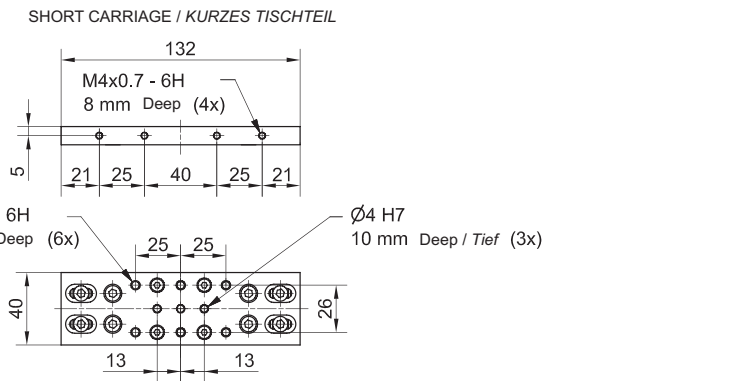 SHORT CARRIAGE / KURZES TISCHTEIL
132
M4x0.7 - 6H
8 mm Deep (4x)
5
21 25 40 25 21
6H
Deep (6x)
Ø4 H7
10 mm Deep / Tief (3x)
25 25
40
26
13 13